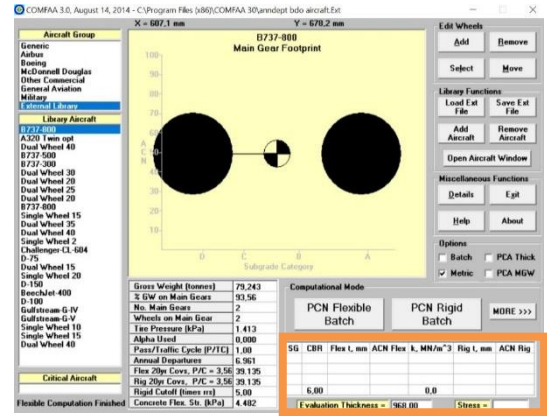 COMFAA 3.0, August 14, 2014 - C:\Program Files (x86)\COMFAA 30\anndept bdo aircraft.Ext
X = 607,1 mm Y = 670,2 mm
Aircraft Group
Generic
Airbus
Boeing
McDonnell Douglas
Other Commercial
General Aviation
Military
External Library
Library Aircraft
B737-800
A320 Twin opt
Dual Wheel 40
B737-500
B737-300
Dual Wheel 30
Dual Wheel 20
Dual Wheel 25
Dual Wheel 20
B737-800
Single Wheel 15
Dual Wheel 35
Dual Wheel 40
Single Wheel 2
Challenger-CL-604
D-75
Dual Wheel 15
Single Wheel 20
D-150
BeechJet-400
D-100
Gulfstream-G-IV
Gulfstream-G-V
Single Wheel 10
Single Wheel 15
Dual Wheel 40
Critical Aircraft
Flexible Computation Finished
B737-800
Main Gear Footprint
100-
90-
80-
70-
60-
50-
40-
30-
20-
10-
A
C
N
D C B A
Subgrade Category
Gross Weight (tonnes) 79,243
% GW on Main Gears 93,56
No. Main Gears 2
Wheels on Main Gear 2
Tire Pressure (kPa) 1.413
Alpha Used 0,000
Pass/Traffic Cycle (P/TC) 1,00
Annual Departures 6.961
Flex 20yr Covs, P/C = 3,56 39.135
Rig 20yr Covs, P/C = 3,56 39.135
Rigid Cutoff (times rrs) 5,00
Concrete Flex. Str. (kPa) 4.482
Edit Wheels
Add Remove
Select Move
Library Functions
Load Ext File Save Ext File
Add Aircraft Remove Aircraft
Open Aircraft Window
Miscellaneous Functions
Details Exit
Help About
Options
Batch PCA Thick
Metric PCA MGW
Computational Mode
PCN Flexible Batch PCN Rigid Batch MORE >>>
SG CBR Flex t, mm ACN Flex k, MN/m^3 Rig t, mm ACN Rig
6,00 0,0
Evaluation Thickness = 968,00 Stress =